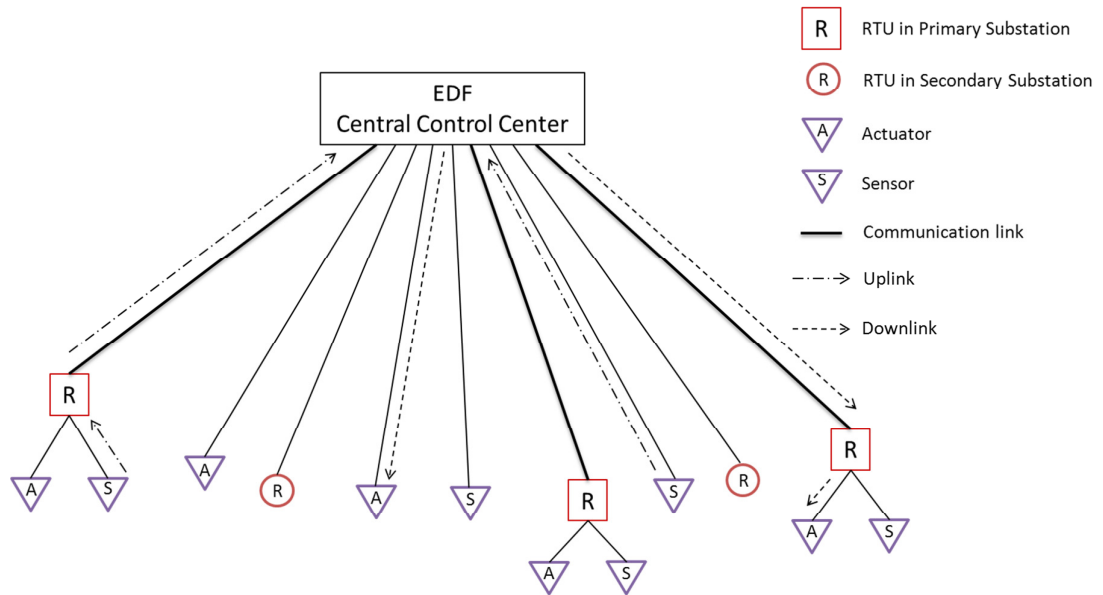 EDF
Central Control Center
R RTU in Primary Substation
R RTU in Secondary Substation
A Actuator
S Sensor
Communication link
Uplink
Downlink
R
A
S
A
R
A
S
R
A
S
S
R
R
A
S